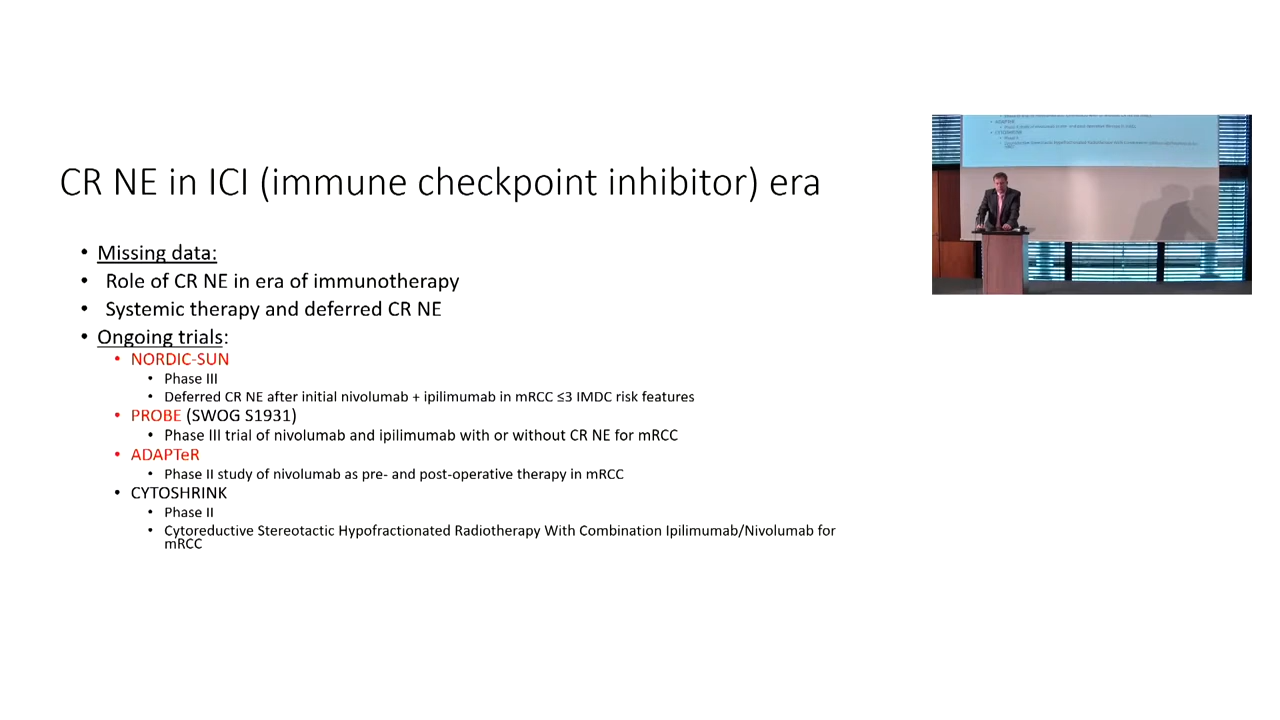 CR NE in ICI (immune checkpoint inhibitor) era
• Missing data:
• Role of CR NE in era of immunotherapy
• Systemic therapy and deferred CR NE
• Ongoing trials:
• NORDIC-SUN
• Phase III
• Deferred CR NE after initial nivolumab + ipilimumab in mRCC ≤3 IMDC risk features
• PROBE (SWOG S1931)
• Phase III trial of nivolumab and ipilimumab with or without CR NE for mRCC
• ADAPTeR
• Phase II study of nivolumab as pre- and post-operative therapy in mRCC
• CYTOSHRINK
• Phase II
• Cytoreductive Stereotactic Hypofractionated Radiotherapy With Combination Ipilimumab/Nivolumab for
mRCC